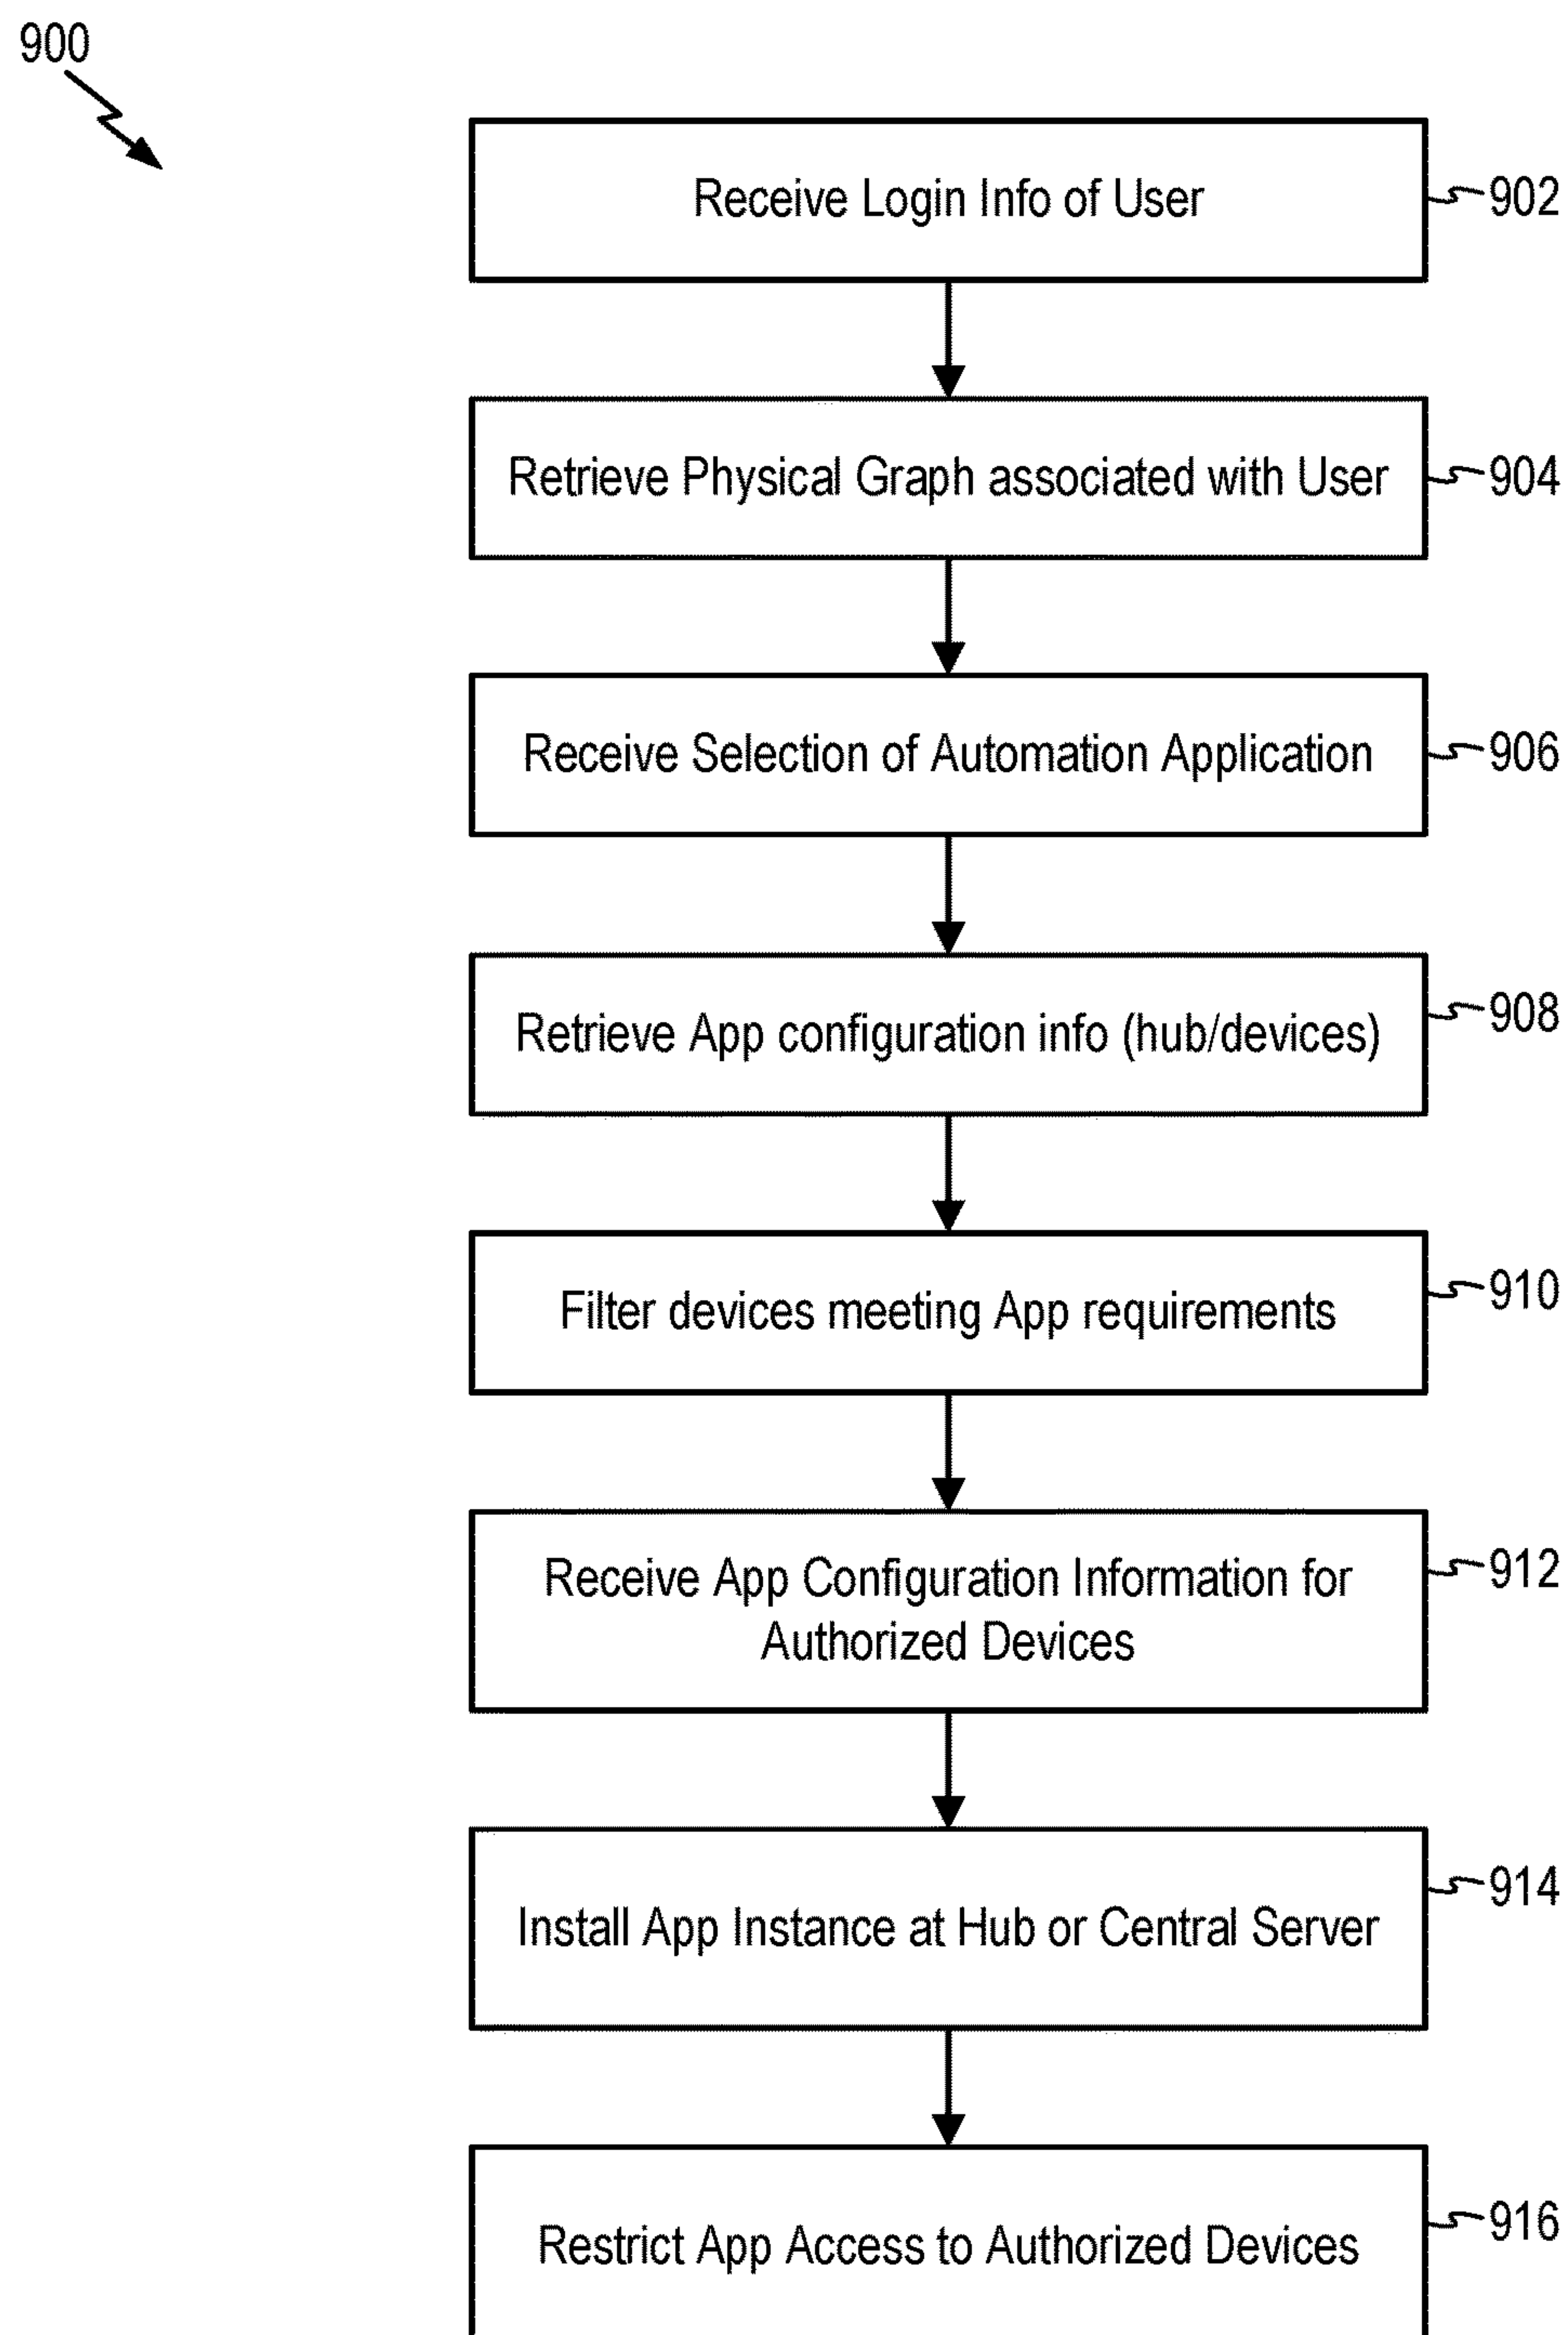 900
Receive Login Info of User
902
Retrieve Physical Graph associated with User
904
Receive Selection of Automation Application
906
Retrieve App configuration info (hub/devices)
908
Filter devices meeting App requirements
910
Receive App Configuration Information for
Authorized Devices
912
Install App Instance at Hub or Central Server
914
Restrict App Access to Authorized Devices
916